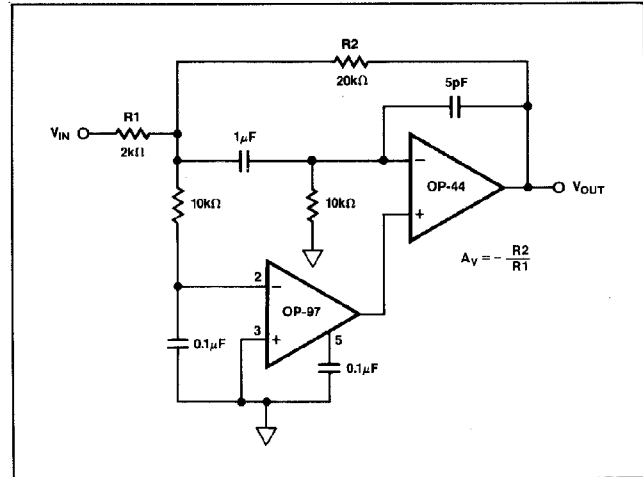 R2
20kΩ
5pF
R1
VIN
2kΩ
1µF
−
OP-44
+
VOUT
10kΩ
10kΩ
AV = − R2
R1
2
−
OP-97
3
+
5
0.1µF
0.1µF